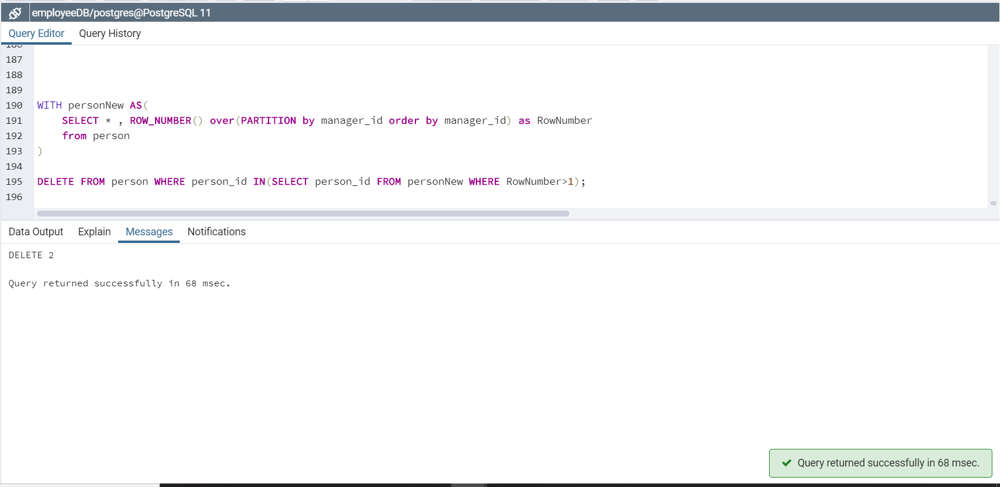 employeeDB/postgres@PostgreSQL 11
Query Editor Query History
186
187
188
189
190 WITH personNew AS(
191 SELECT * , ROW_NUMBER() over(PARTITION by manager_id order by manager_id) as RowNumber
192 from person
193 )
194
195 DELETE FROM person WHERE person_id IN(SELECT person_id FROM personNew WHERE RowNumber>1);
196
Data Output Explain Messages Notifications
DELETE 2
Query returned successfully in 68 msec.
Query returned successfully in 68 msec.